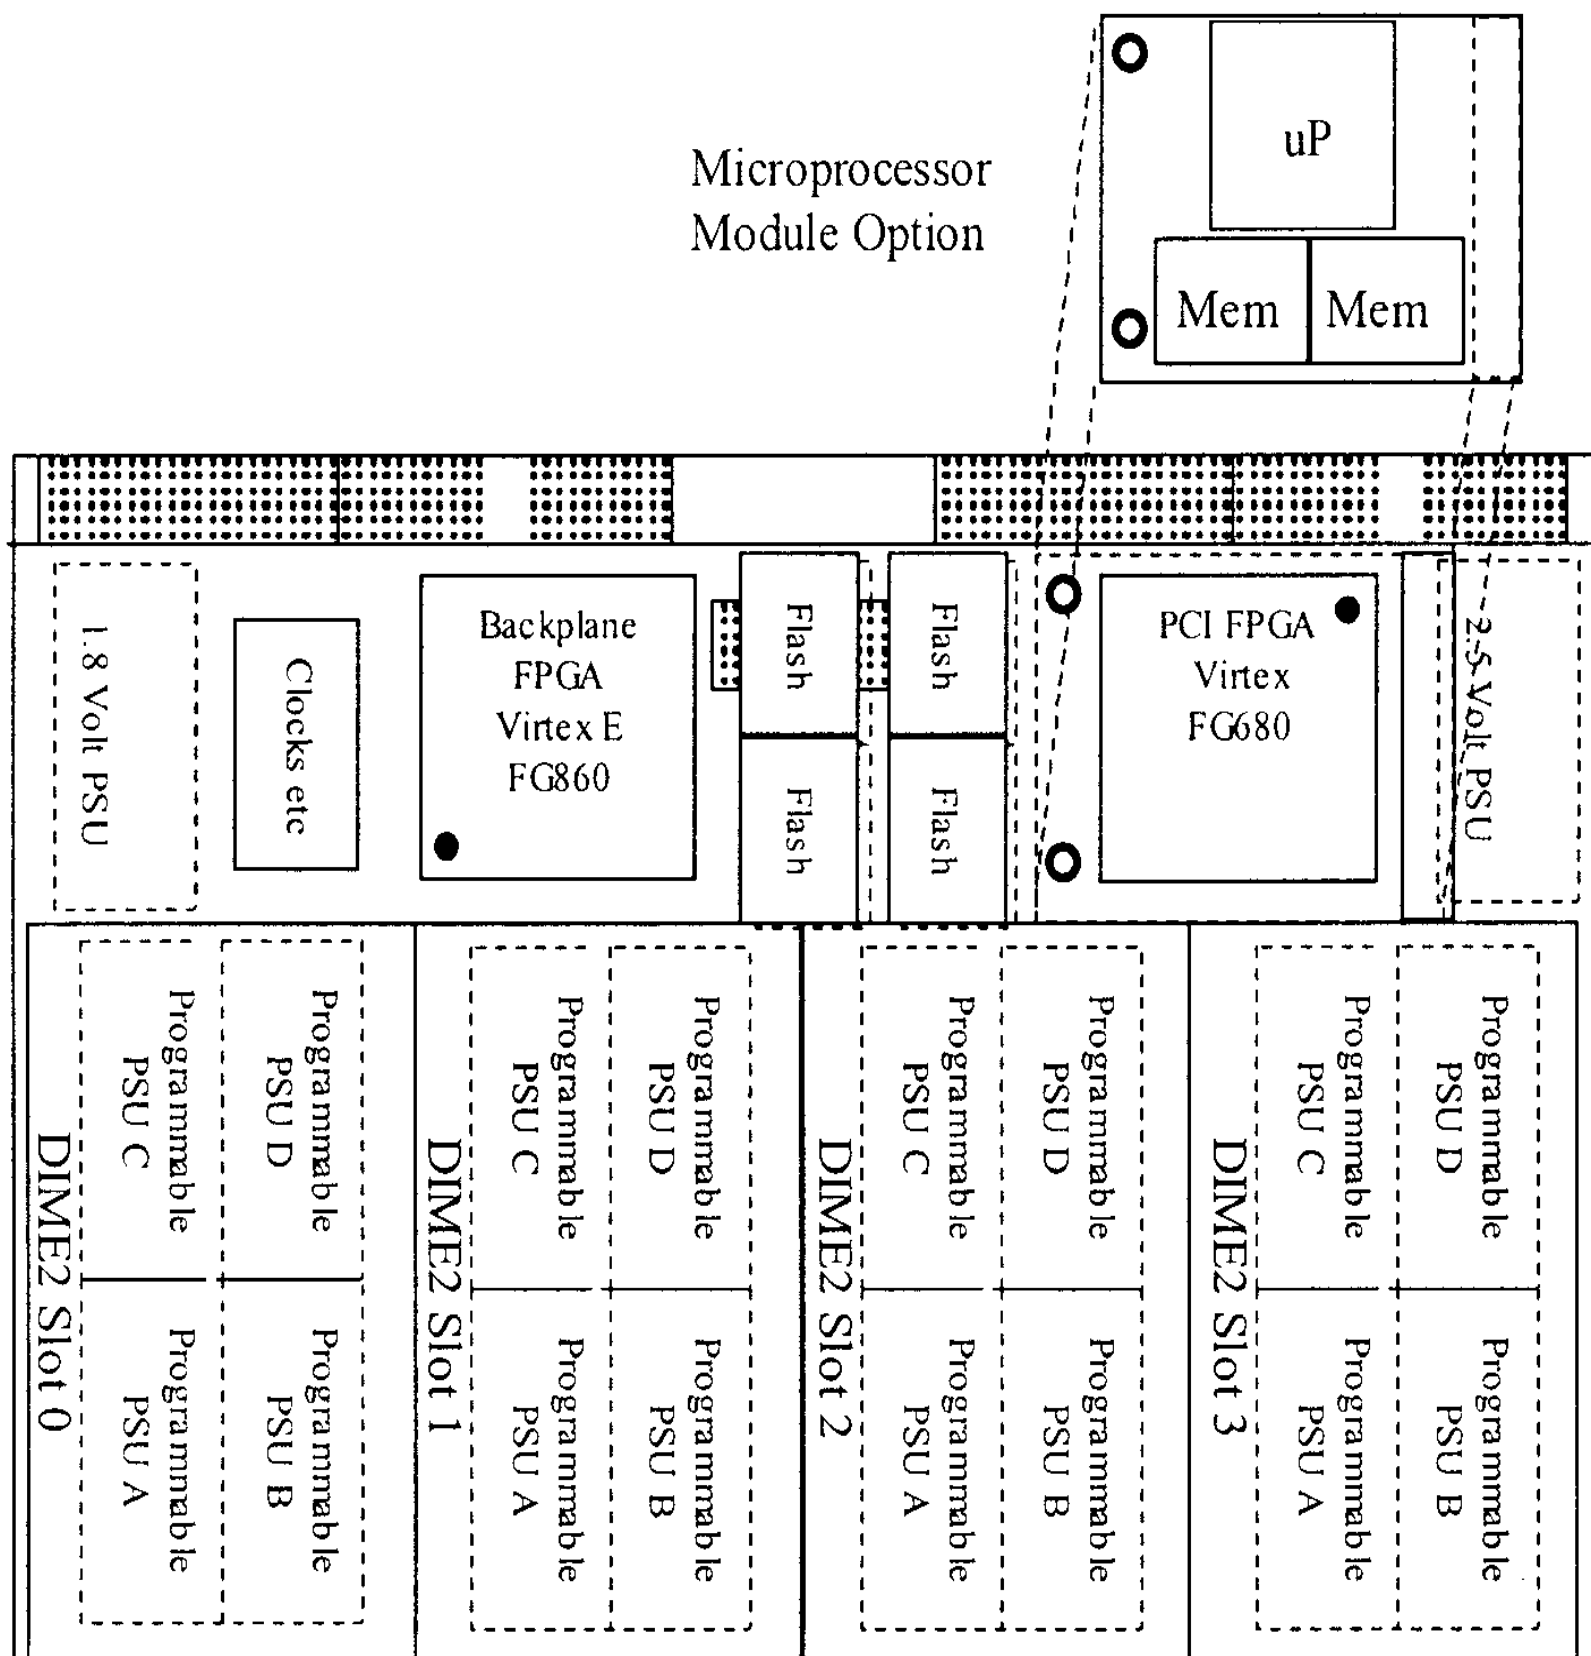 uP
Microprocessor
Module Option
Mem
Mem
1.8 Volt PSU
Clocks etc
Backplane
FPGA
Virtex E
FG860
Flash
Flash
Flash
Flash
PCI FPGA
Virtex
FG680
2.5 Volt PSU
DIME2 Slot 0
Programmable
PSU C
Programmable
PSU D
Programmable
PSU A
Programmable
PSU B
DIME2 Slot 1
Programmable
PSU C
Programmable
PSU D
Programmable
PSU A
Programmable
PSU B
DIME2 Slot 2
Programmable
PSU C
Programmable
PSU D
Programmable
PSU A
Programmable
PSU B
DIME2 Slot 3
Programmable
PSU C
Programmable
PSU D
Programmable
PSU A
Programmable
PSU B